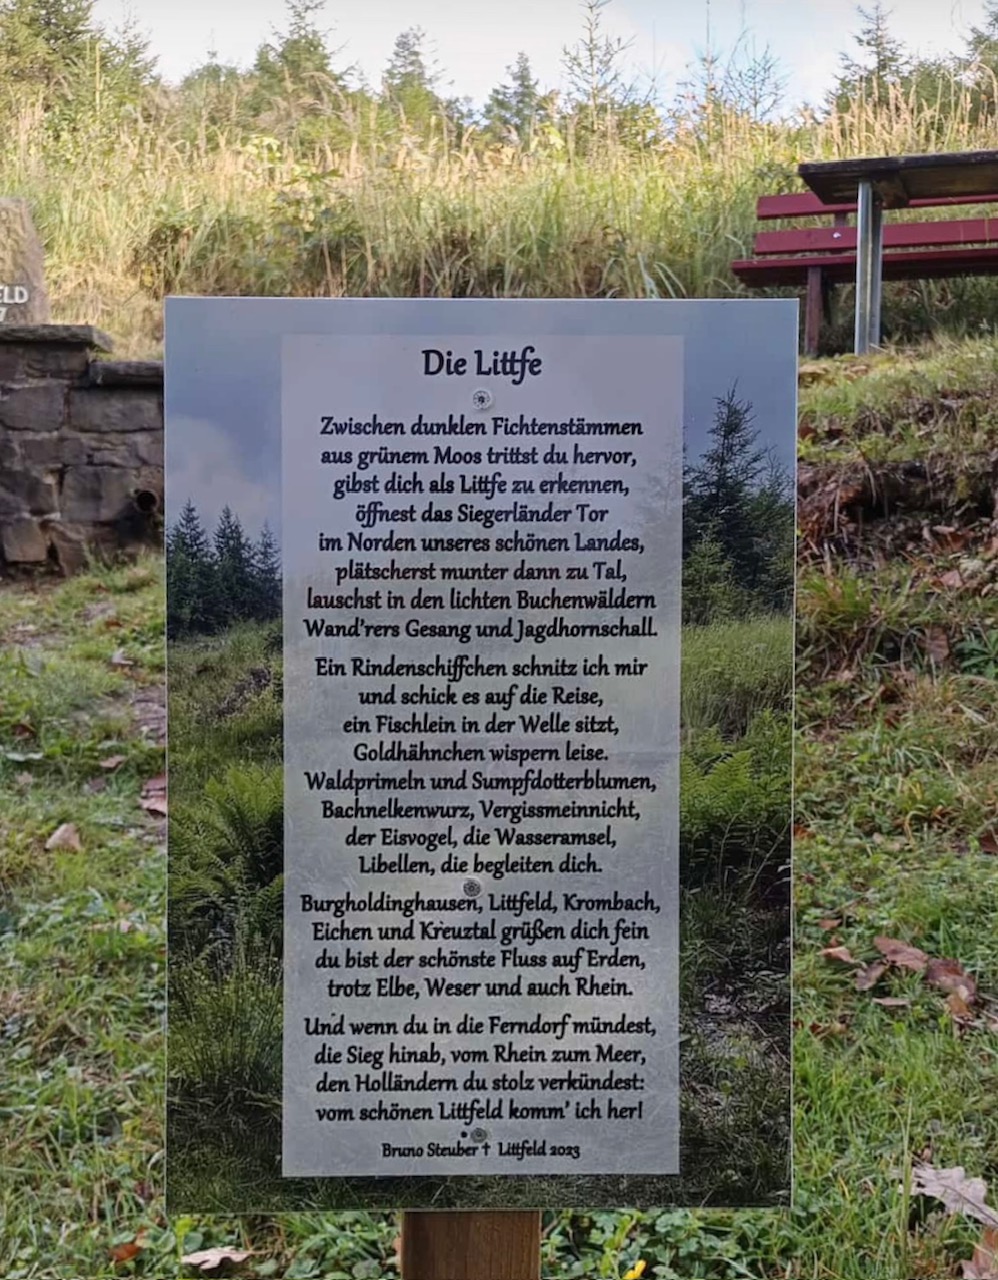 ELD
7
Die Littfe
Zwischen dunklen Fichtenstämmen
aus grünem Moos trittst du hervor,
gibst dich als Littfe zu erkennen,
öffnest das Siegerländer Tor
im Norden unseres schönen Landes,
plätscherst munter dann zu Tal,
lauschst in den lichten Buchenwäldern
Wand'rers Gesang und Jagdhornschall.
Ein Rindenschiffchen schnitz ich mir
und schick es auf die Reise,
ein Fischlein in der Welle sitzt,
Goldhähnchen wispern leise.
Waldprimeln und Sumpfdotterblumen,
Bachnelkenwurz, Vergissmeinnicht,
der Eisvogel, die Wasseramsel,
Libellen, die begleiten dich.
Burgholdinghausen, Littfeld, Krombach,
Eichen und Kreuztal grüßen dich fein
du bist der schönste Fluss auf Erden,
trotz Elbe, Weser und auch Rhein.
Und wenn du in die Ferndorf mündest,
die Sieg hinab, vom Rhein zum Meer,
den Holländern du stolz verkündest:
vom schönen Littfeld komm' ich her!
Bruno Steuber † Littfeld 2023